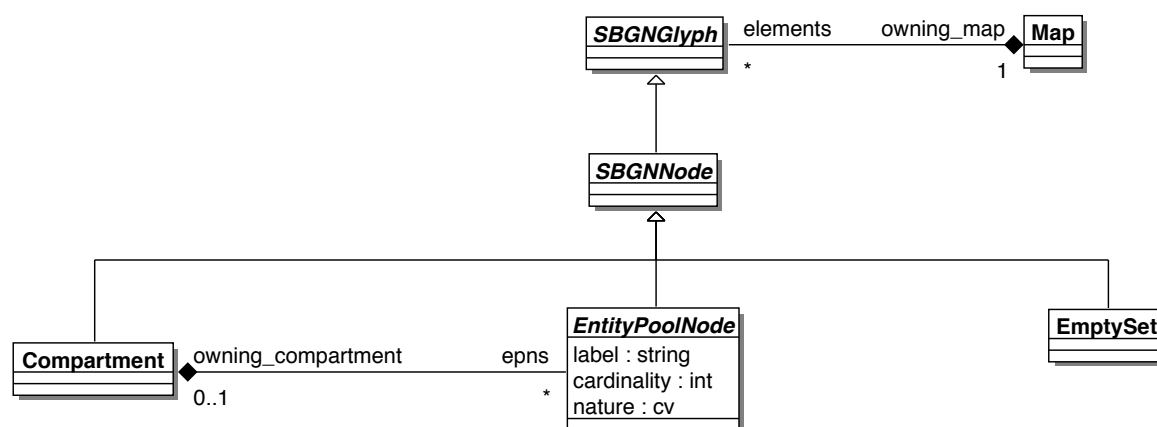 SBGNGlyph elements owning_map Map
* 1
SBGNNode
EntityPoolNode EmptySet
Compartment owning_compartment epns label : string
0..1 * cardinality : int
nature : cv